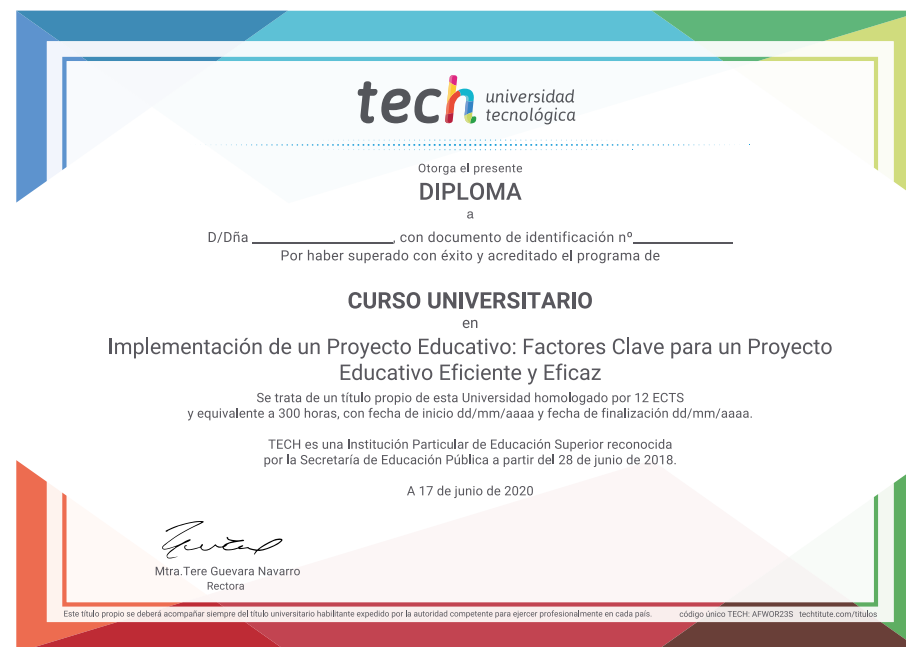 tech universidad
tecnológica
Otorga el presente
DIPLOMA
a
D/Dña ____________________, con documento de identificación nº______________
Por haber superado con éxito y acreditado el programa de
CURSO UNIVERSITARIO
en
Implementación de un Proyecto Educativo: Factores Clave para un Proyecto
Educativo Eficiente y Eficaz
Se trata de un título propio de esta Universidad homologado por 12 ECTS
y equivalente a 300 horas, con fecha de inicio dd/mm/aaaa y fecha de finalización dd/mm/aaaa.
TECH es una Institución Particular de Educación Superior reconocida
por la Secretaría de Educación Pública a partir del 28 de junio de 2018.
A 17 de junio de 2020
Mtra.Tere Guevara Navarro
Rectora
Este título propio se deberá acompañar siempre del título universitario habilitante expedido por la autoridad competente para ejercer profesionalmente en cada país. código único TECH: AFWOR23S techtitute.com/titulos